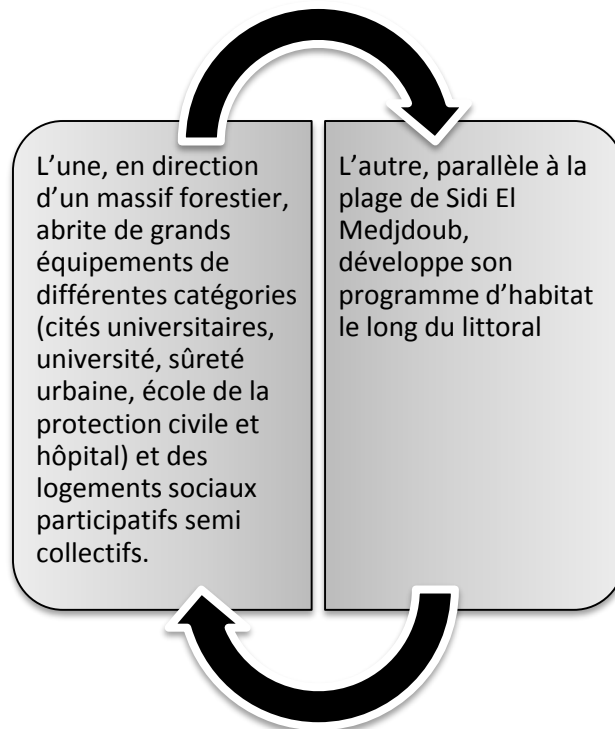 L’une, en direction
d’un massif forestier,
abrite de grands
équipements de
différentes catégories
(cités universitaires,
université, sûreté
urbaine, école de la
protection civile et
hôpital) et des
logements sociaux
participatifs semi
collectifs.
L’autre, parallèle à la
plage de Sidi El
Medjdoub,
développe son
programme d’habitat
le long du littoral